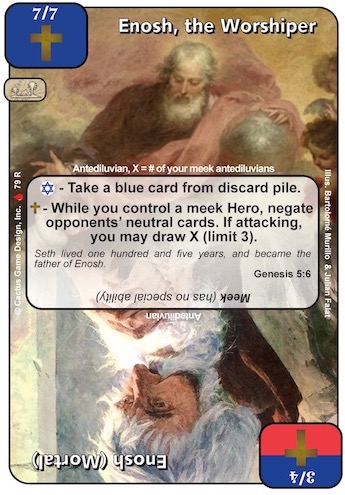 7/7
Enosh, the Worshiper
Antediluvian, X = # of your meek antediluvians
✡ - Take a blue card from discard pile.
✝ - While you control a meek Hero, negate
opponents’ neutral cards. If attacking,
you may draw X (limit 3).
Seth lived one hundred and five years, and became the
father of Enosh.
Genesis 5:6
Meek (has no special ability)
Antediluvian
Enosh (Mortal)
3/4
© Cactus Game Design, Inc. 79 R
Illus. Bartolomé Murillo & Julian Falat